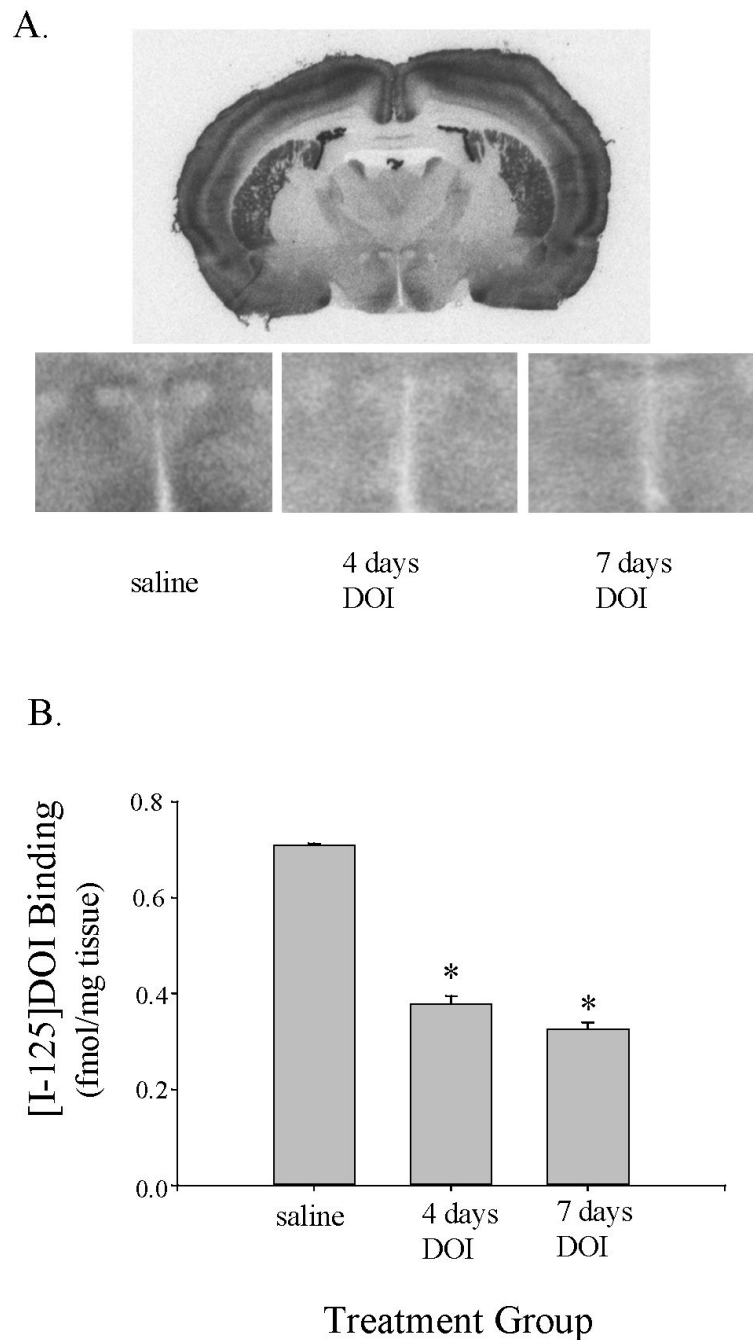 A.
saline
4 days
DOI
7 days
DOI
B.
[I-125]DOI Binding
(fmol/mg tissue)
0.8
0.6
0.4
0.2
0.0
*
*
saline
4 days
DOI
7 days
DOI
Treatment Group